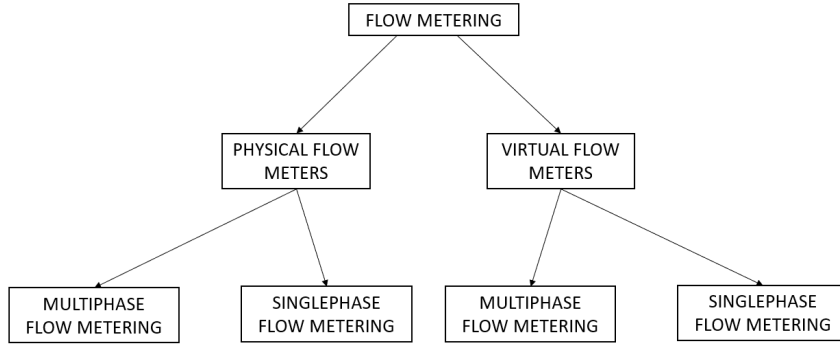 FLOW METERING
PHYSICAL FLOW
METERS
VIRTUAL FLOW
METERS
MULTIPHASE
FLOW METERING
SINGLEPHASE
FLOW METERING
MULTIPHASE
FLOW METERING
SINGLEPHASE
FLOW METERING